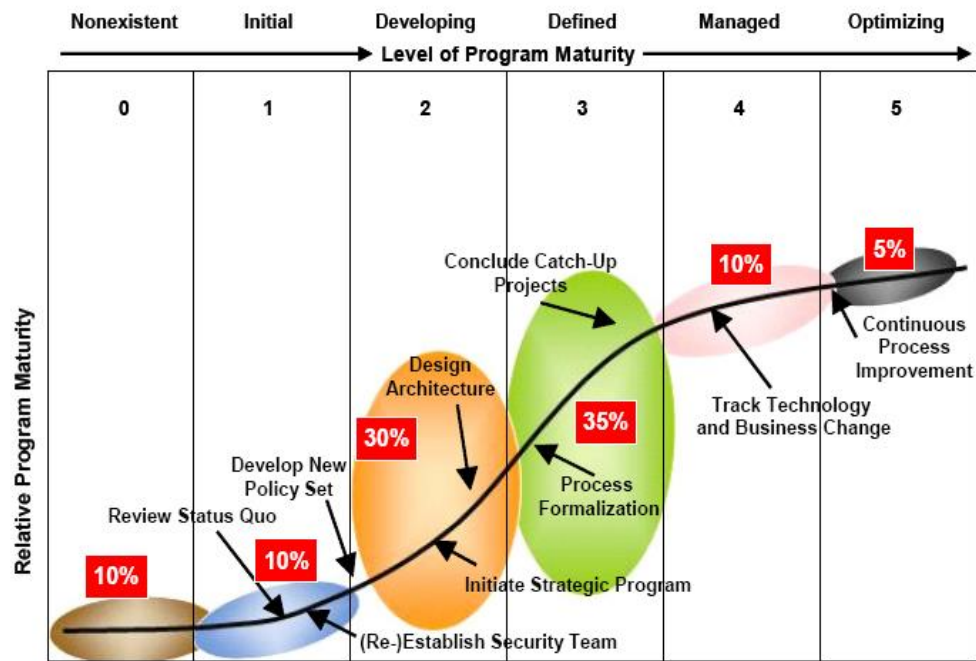 Nonexistent Initial Developing Defined Managed Optimizing
Level of Program Maturity
0 1 2 3 4 5
Relative Program Maturity
Conclude Catch-Up
Projects
10%
5%
Continuous
Process
Improvement
Design
Architecture
Track Technology
and Business Change
30%
35%
Develop New
Policy Set
Process
Formalization
Review Status Quo
10%
10%
Initiate Strategic Program
(Re-)Establish Security Team